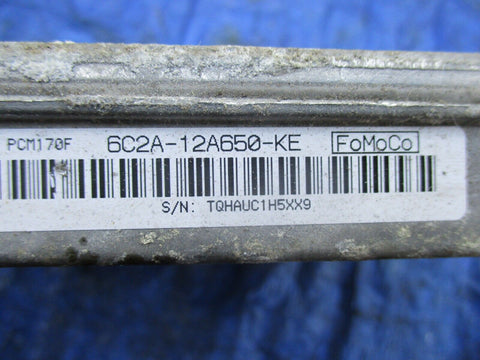 PCM170F 6C2A-12A650-KE FoMoCo
S/N: TQHAUC1H5XX9